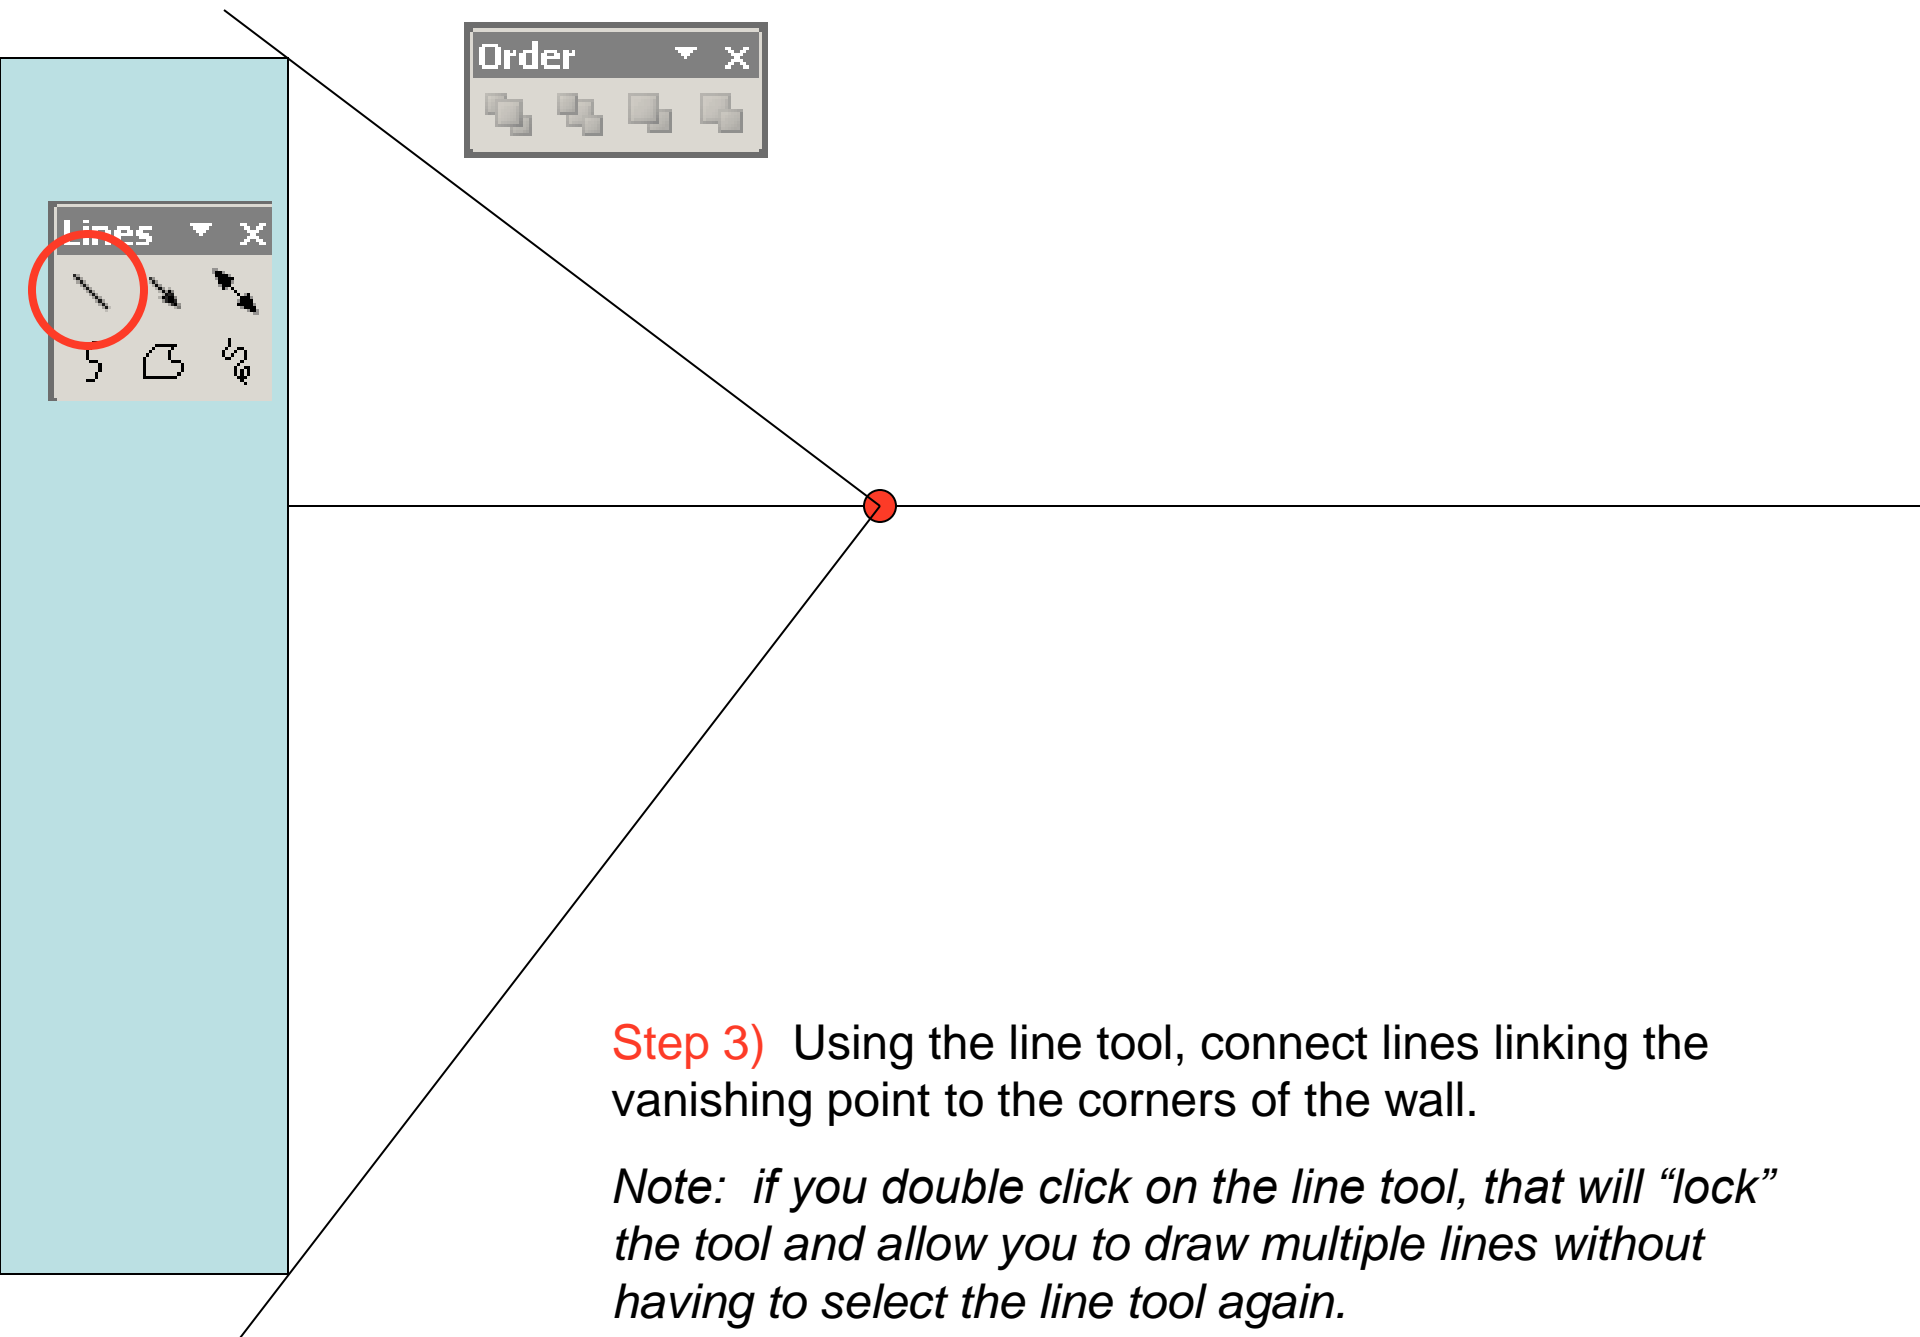 Order
Lines
Step 3)  Using the line tool, connect lines linking the
vanishing point to the corners of the wall.
Note:  if you double click on the line tool, that will “lock”
the tool and allow you to draw multiple lines without
having to select the line tool again.